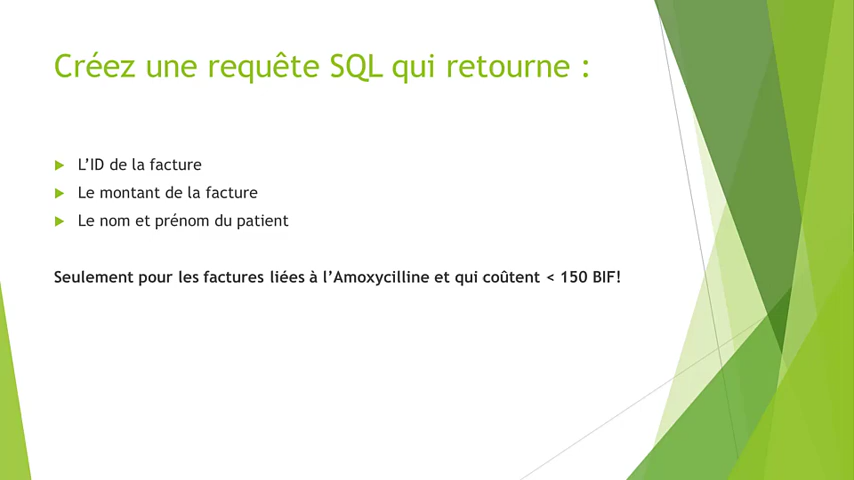 Créez une requête SQL qui retourne :
L’ID de la facture
Le montant de la facture
Le nom et prénom du patient
Seulement pour les factures liées à l’Amoxycilline et qui coûtent < 150 BIF!